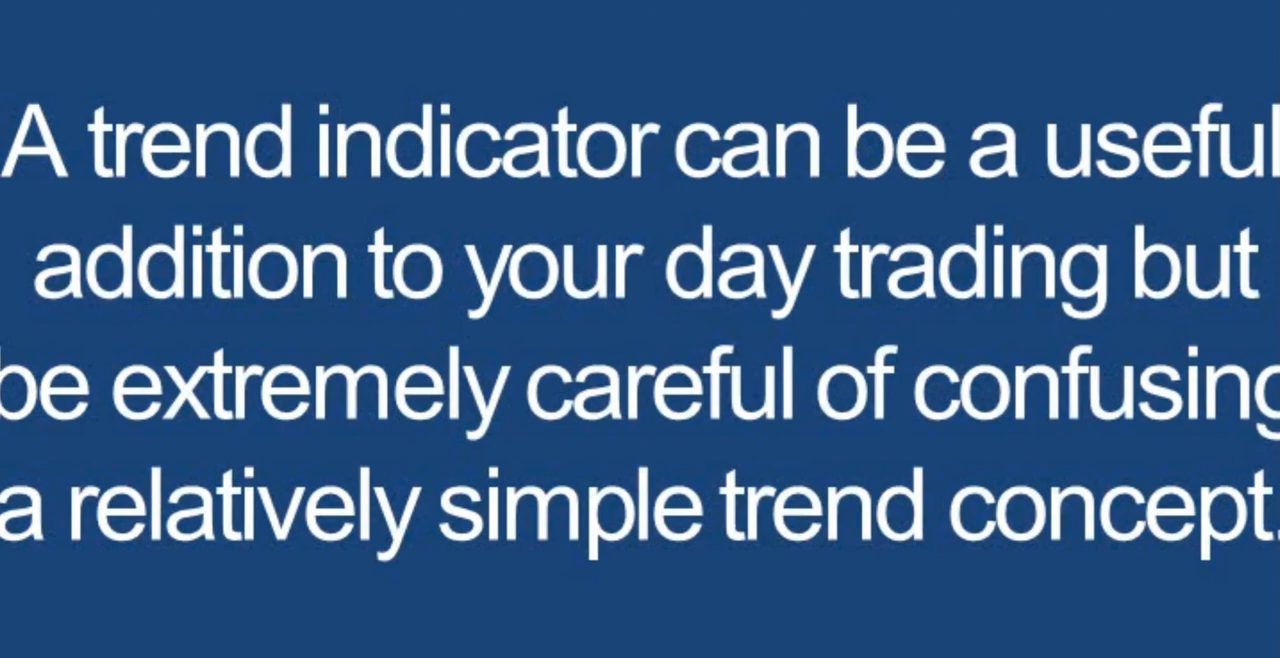 A trend indicator can be a useful
addition to your day trading but
be extremely careful of confusing
a relatively simple trend concept.